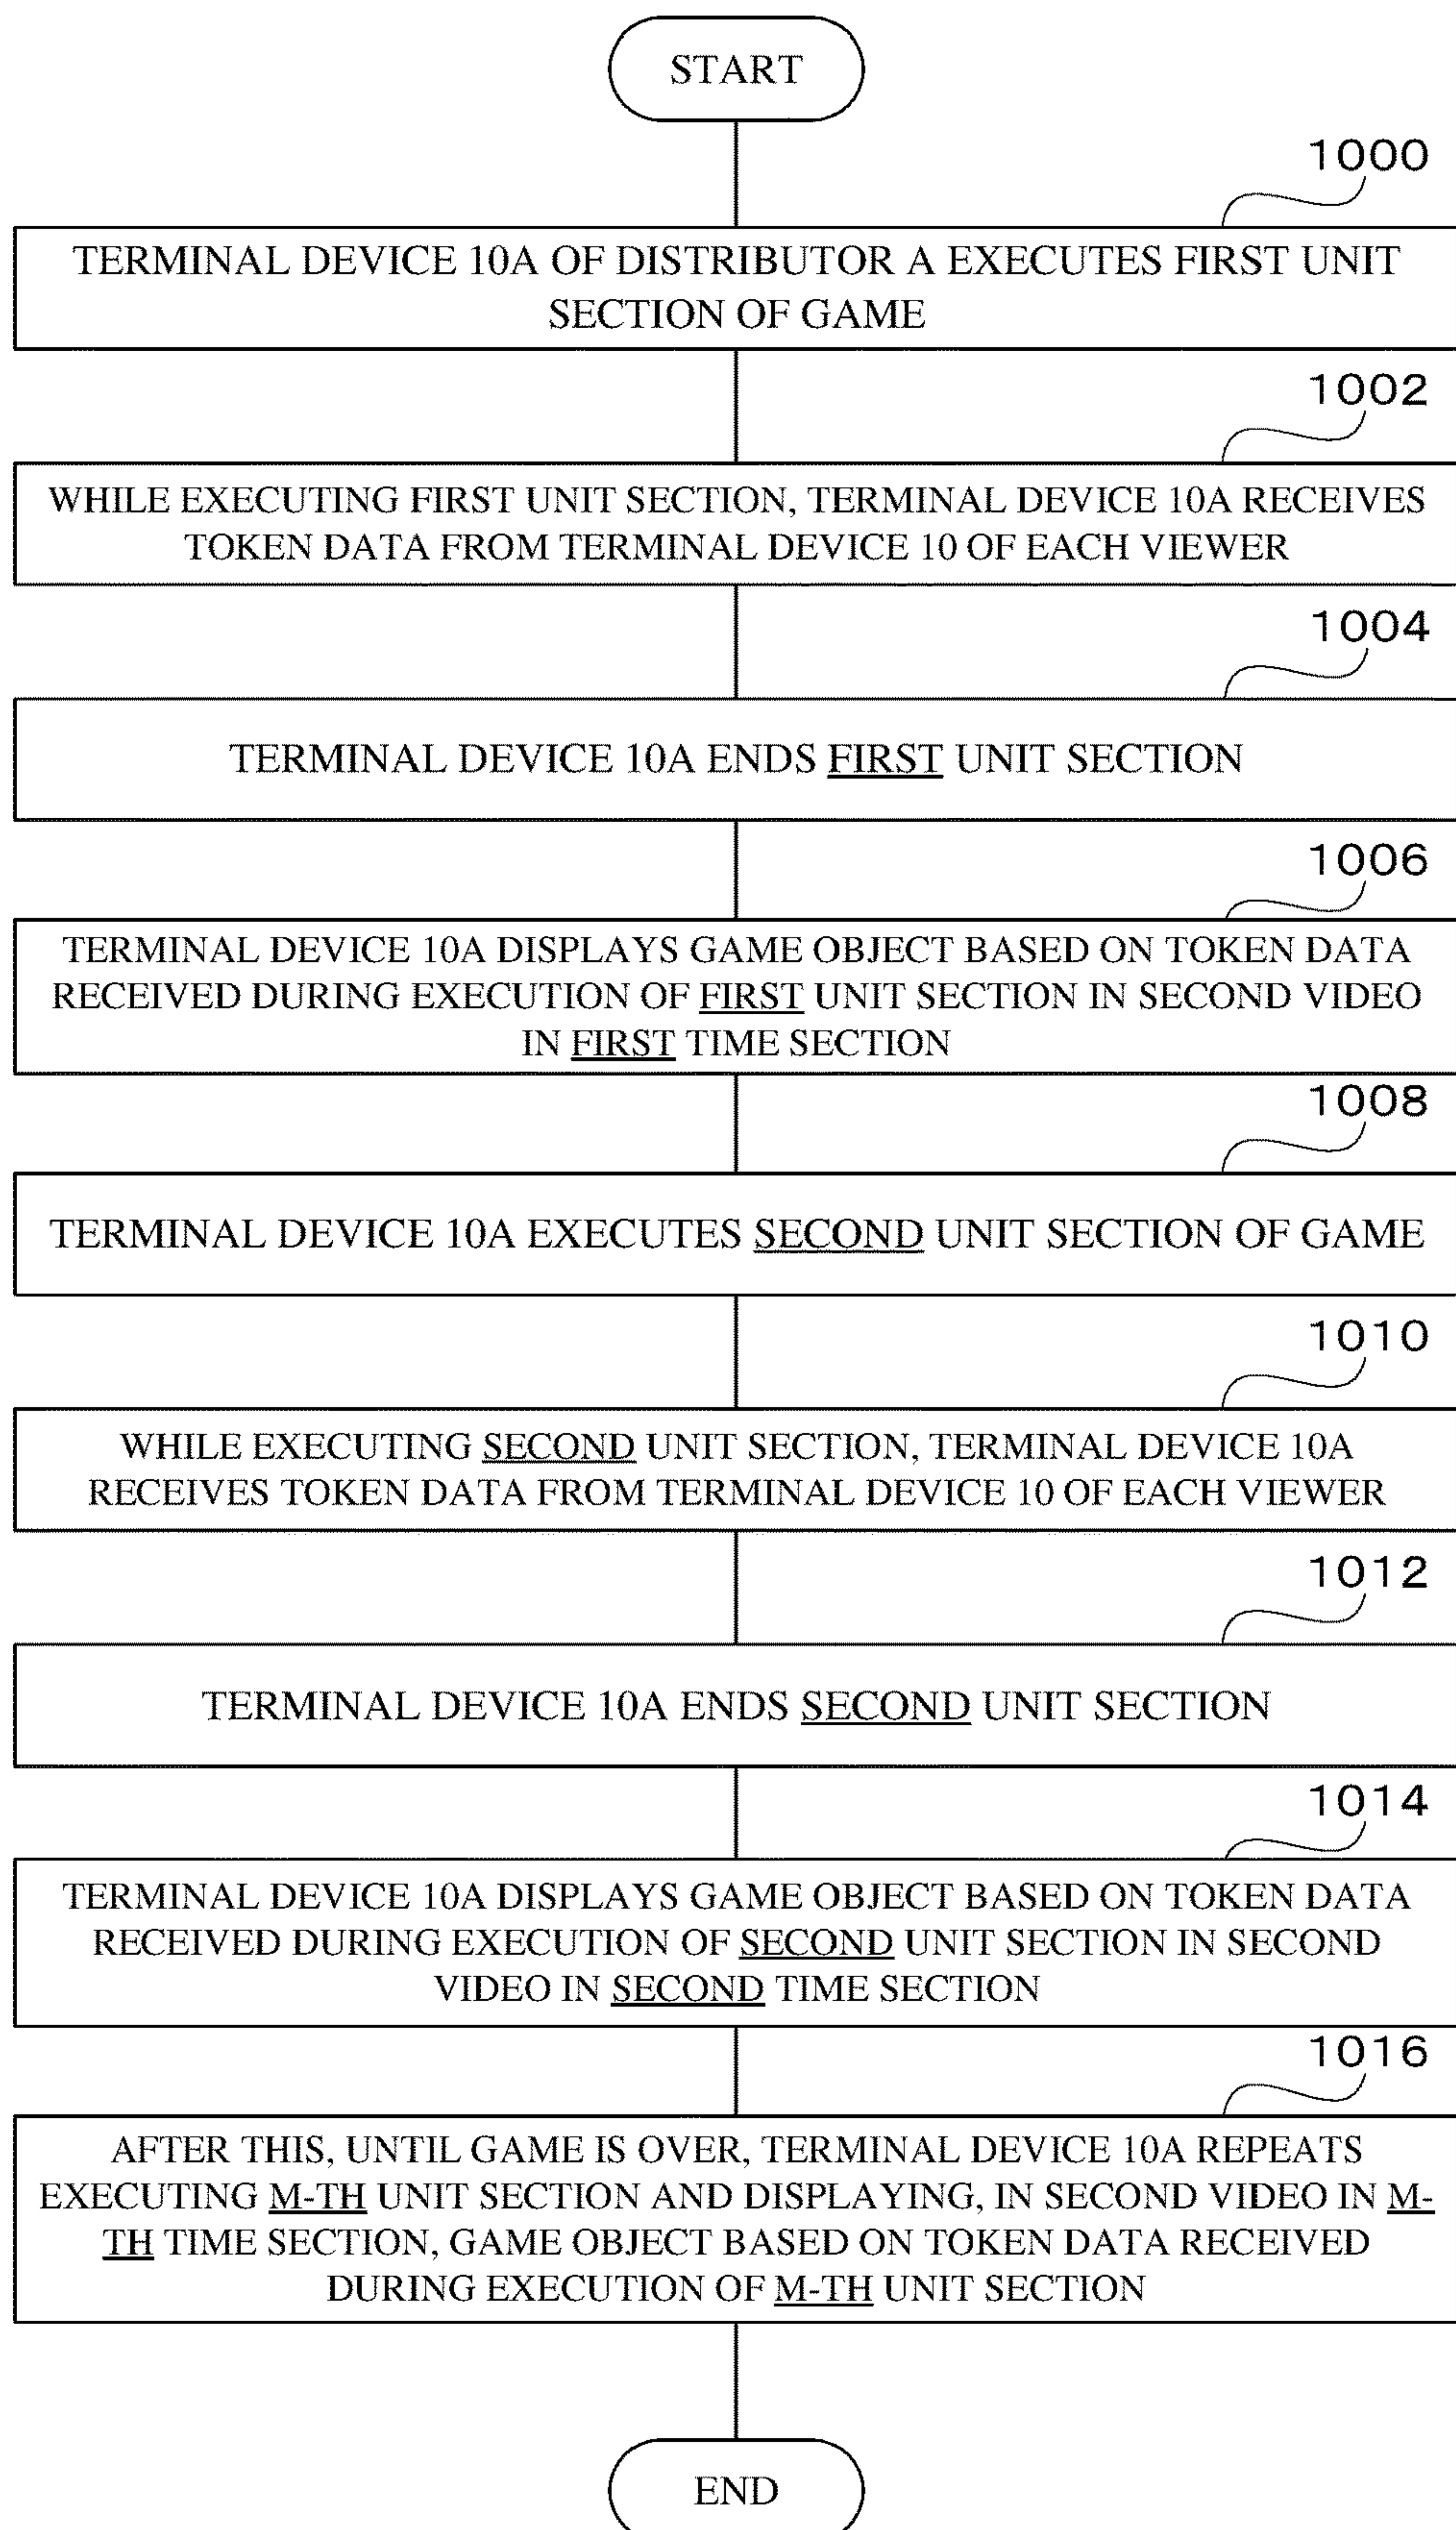 START
1000
TERMINAL DEVICE 10A OF DISTRIBUTOR A EXECUTES FIRST UNIT
SECTION OF GAME
1002
WHILE EXECUTING FIRST UNIT SECTION, TERMINAL DEVICE 10A RECEIVES
TOKEN DATA FROM TERMINAL DEVICE 10 OF EACH VIEWER
1004
TERMINAL DEVICE 10A ENDS FIRST UNIT SECTION
1006
TERMINAL DEVICE 10A DISPLAYS GAME OBJECT BASED ON TOKEN DATA
RECEIVED DURING EXECUTION OF FIRST UNIT SECTION IN SECOND VIDEO
IN FIRST TIME SECTION
1008
TERMINAL DEVICE 10A EXECUTES SECOND UNIT SECTION OF GAME
1010
WHILE EXECUTING SECOND UNIT SECTION, TERMINAL DEVICE 10A
RECEIVES TOKEN DATA FROM TERMINAL DEVICE 10 OF EACH VIEWER
1012
TERMINAL DEVICE 10A ENDS SECOND UNIT SECTION
1014
TERMINAL DEVICE 10A DISPLAYS GAME OBJECT BASED ON TOKEN DATA
RECEIVED DURING EXECUTION OF SECOND UNIT SECTION IN SECOND
VIDEO IN SECOND TIME SECTION
1016
AFTER THIS, UNTIL GAME IS OVER, TERMINAL DEVICE 10A REPEATS
EXECUTING M-TH UNIT SECTION AND DISPLAYING, IN SECOND VIDEO IN M-
TH TIME SECTION, GAME OBJECT BASED ON TOKEN DATA RECEIVED
DURING EXECUTION OF M-TH UNIT SECTION
END